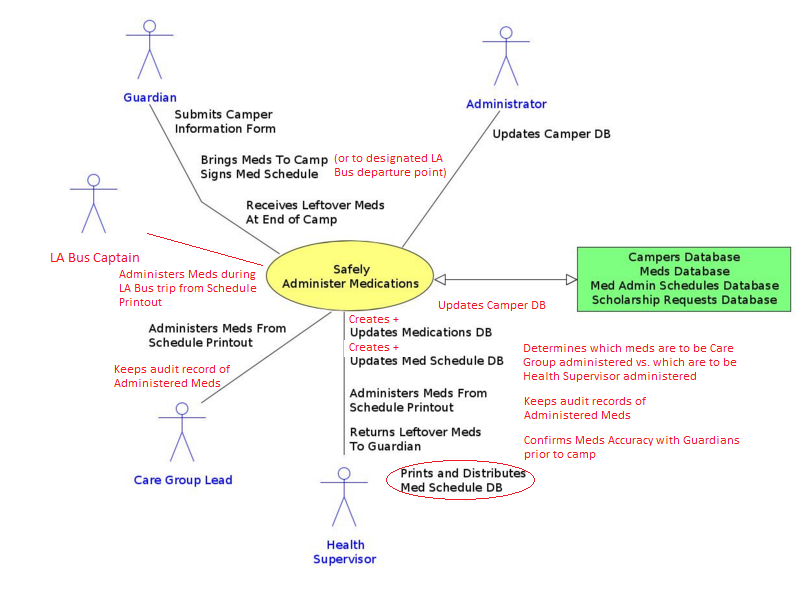 Guardian
Administrator
Submits Camper
Information Form
Updates Camper DB
Brings Meds To Camp
Signs Med Schedule
(or to designated LA
Bus departure point)
Receives Leftover Meds
At End of Camp
LA Bus Captain
Administers Meds during
LA Bus trip from Schedule
Printout
Safely
Administer Medications
Campers Database
Meds Database
Med Admin Schedules Database
Scholarship Requests Database
Updates Camper DB
Administers Meds From
Schedule Printout
Keeps audit record of
Administered Meds
Care Group Lead
Creates +
Updates Medications DB
Creates +
Updates Med Schedule DB
Administers Meds From
Schedule Printout
Returns Leftover Meds
To Guardian
Prints and Distributes
Med Schedule DB
Determines which meds are to be Care
Group administered vs. which are to be
Health Supervisor administered
Keeps audit records of
Administered Meds
Confirms Meds Accuracy with Guardians
prior to camp
Health
Supervisor